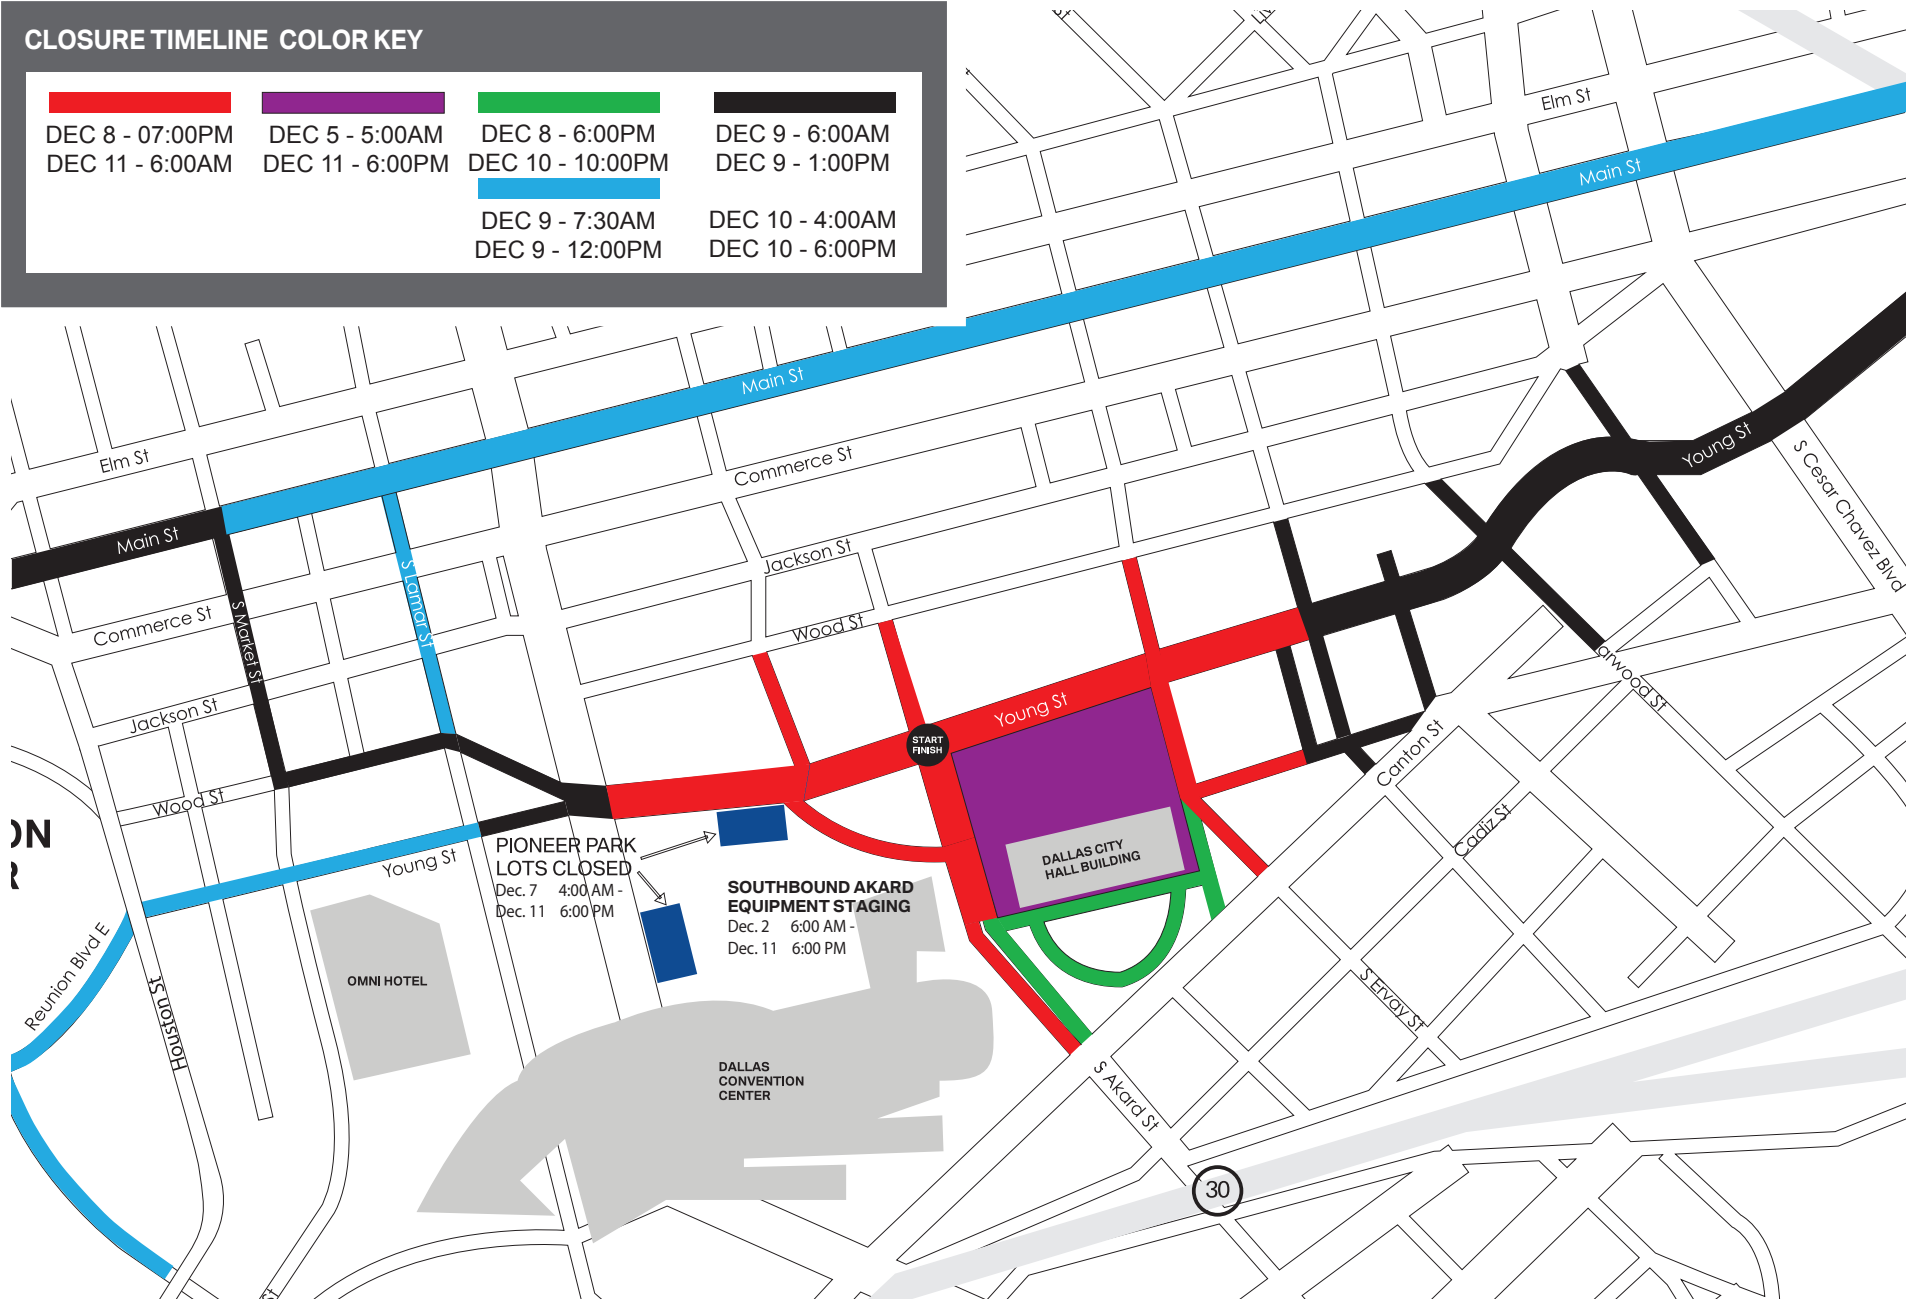 CLOSURE TIMELINE COLOR KEY
DEC 8 - 07:00PM
DEC 11 - 6:00AM
DEC 5 - 5:00AM
DEC 11 - 6:00PM
DEC 8 - 6:00PM
DEC 10 - 10:00PM
DEC 9 - 7:30AM
DEC 9 - 12:00PM
DEC 9 - 6:00AM
DEC 9 - 1:00PM
DEC 10 - 4:00AM
DEC 10 - 6:00PM
Elm St
Main St
Main St
Young St
S Cesar Chavez Blvd
Elm St
Commerce St
Main St
Jackson St
S Lamar St
Commerce St
S Market St
Wood St
arwood St
Jackson St
Young St
START
FINISH
Canton St
Wood St
Cadiz St
ON
R
Young St
PIONEER PARK
LOTS CLOSED
Dec. 7 4:00 AM -
Dec. 11 6:00 PM
DALLAS CITY
HALL BUILDING
SOUTHBOUND AKARD
EQUIPMENT STAGING
Dec. 2 6:00 AM -
Dec. 11 6:00 PM
Reunion Blvd E
OMNI HOTEL
Houston St
S Ervay St
DALLAS
CONVENTION
CENTER
S Akard St
30
St